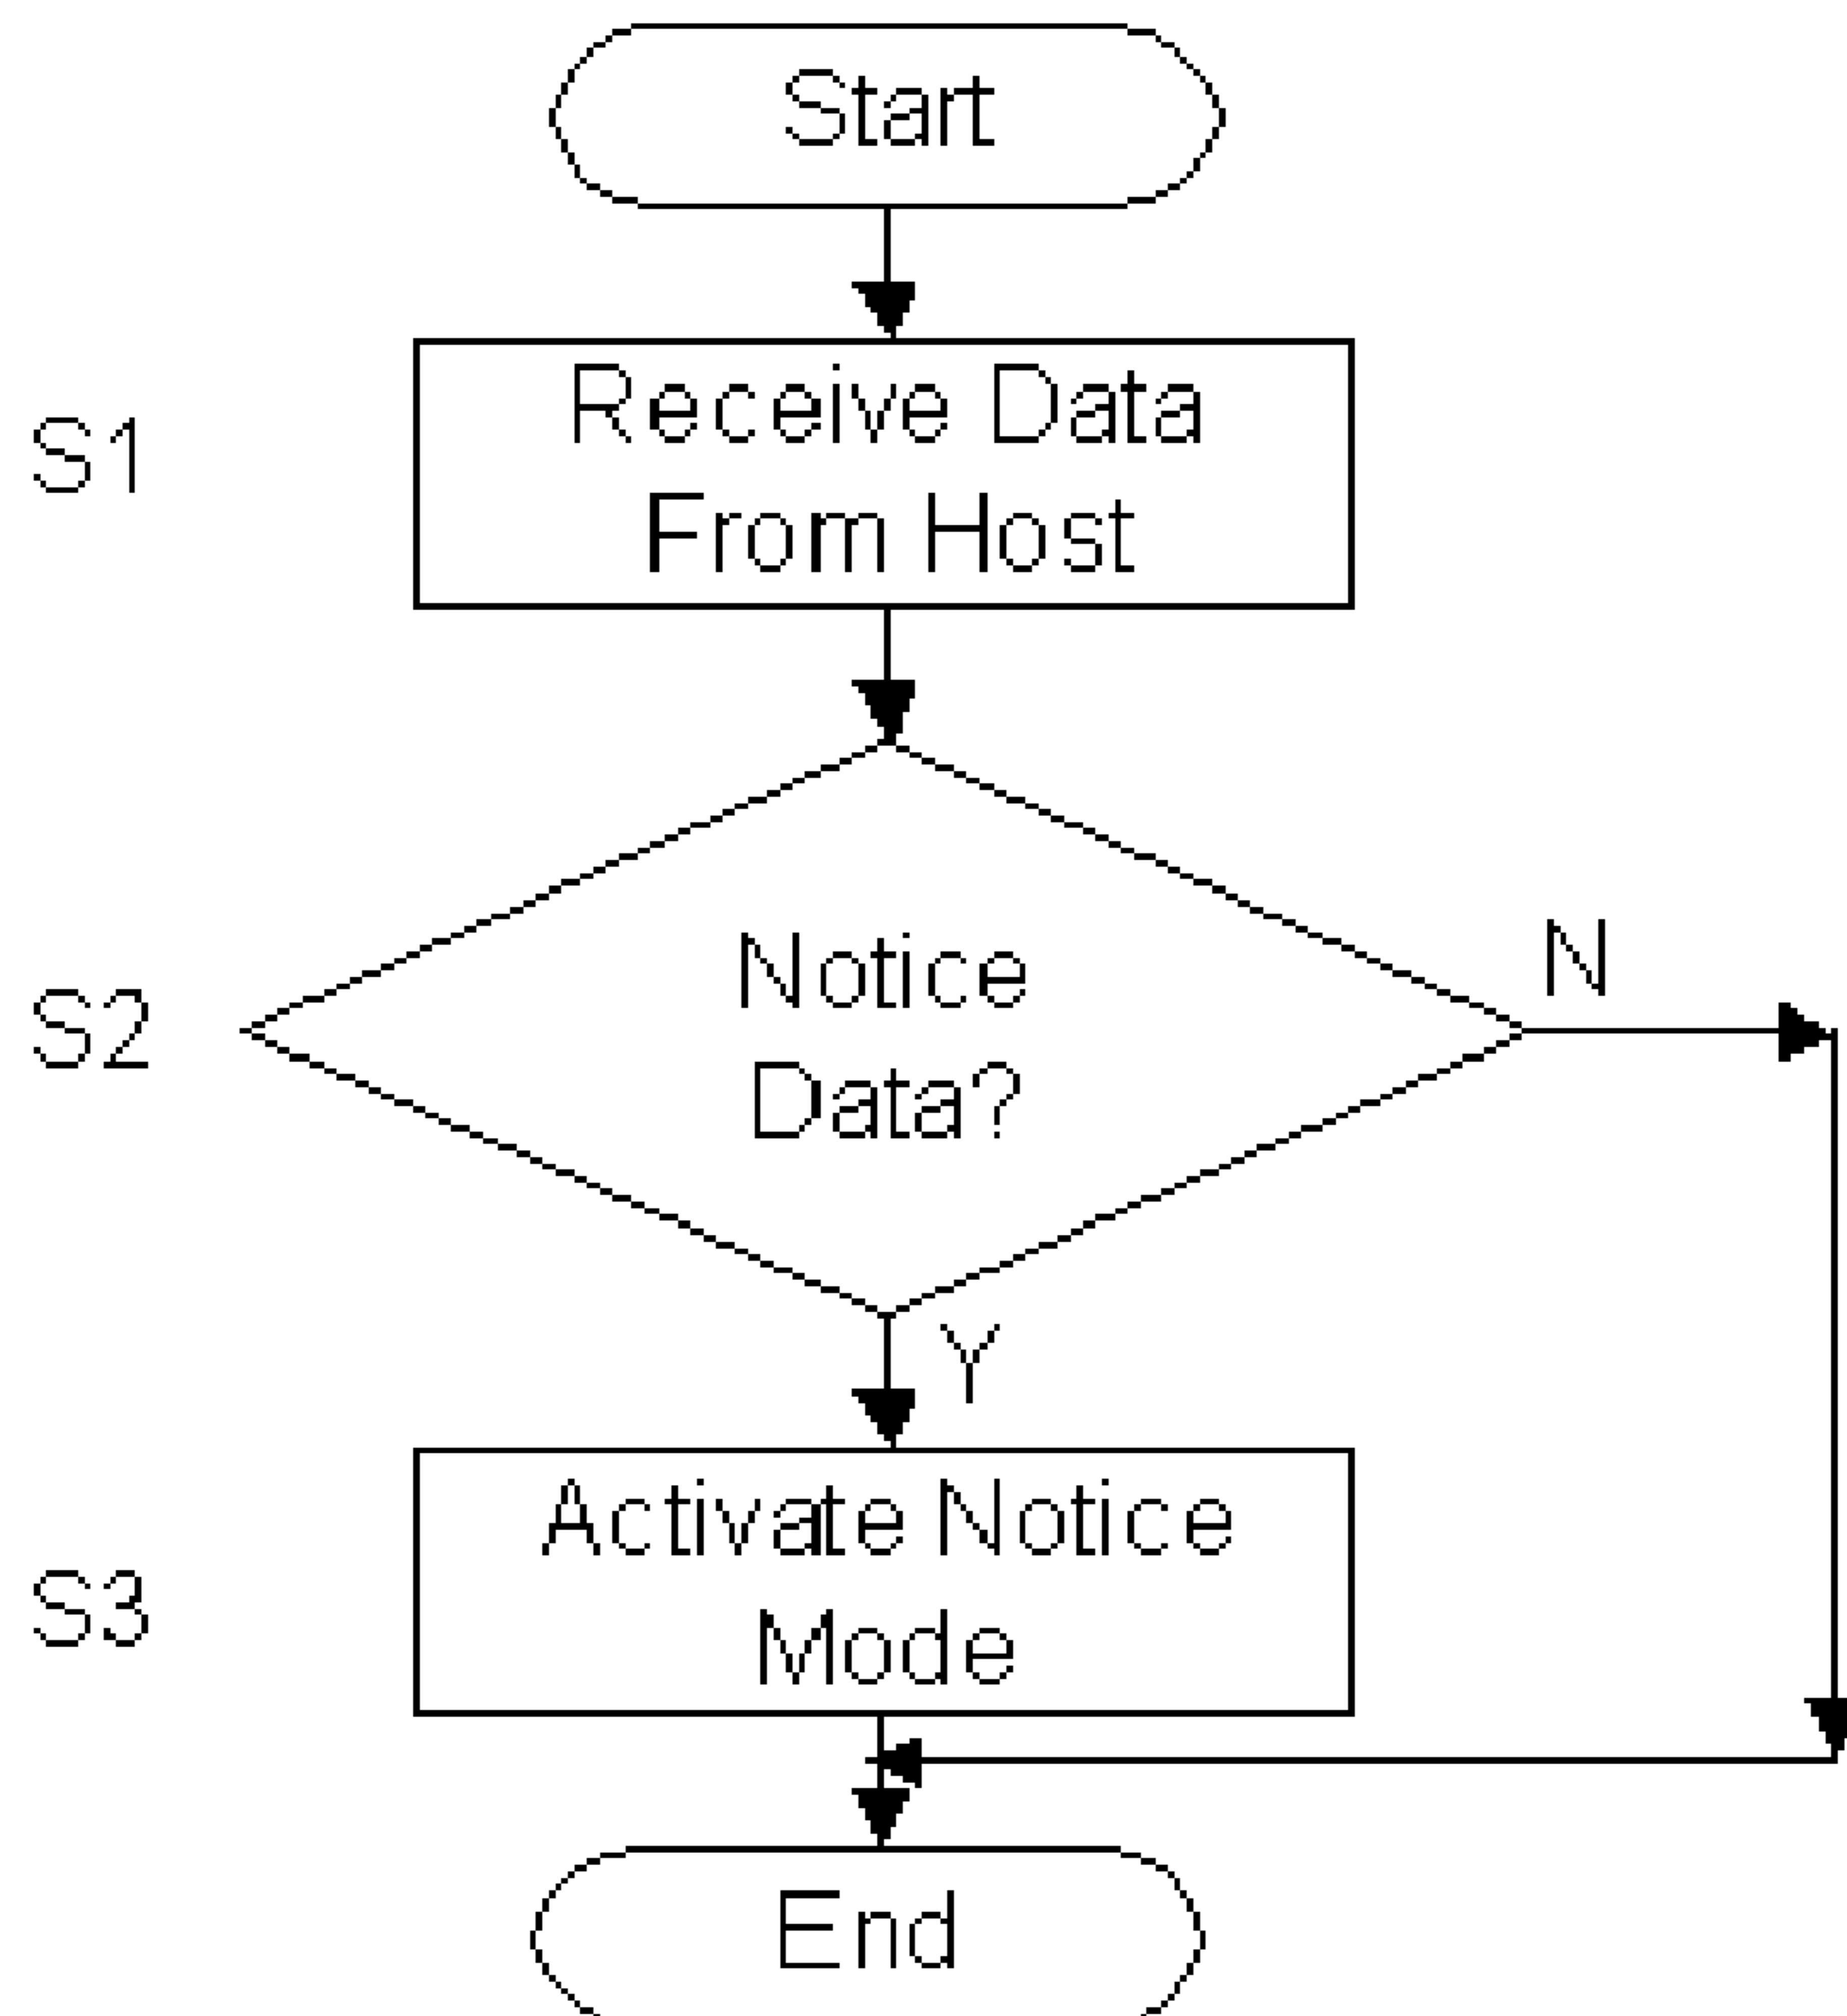 Start
S1
Receive Data
From Host
S2
Notice
Data?
N
Y
S3
Activate Notice
Mode
End